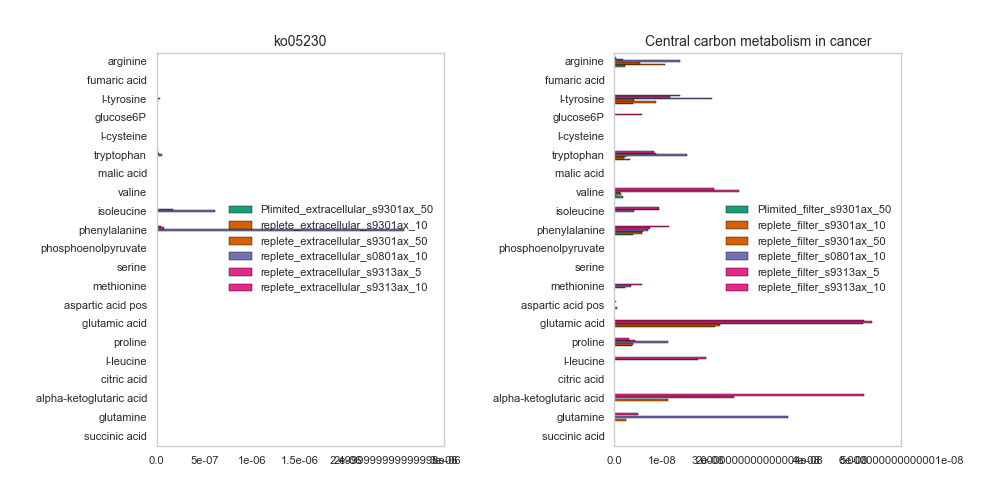 ko05230
arginine
fumaric acid
l-tyrosine
glucose6P
l-cysteine
tryptophan
malic acid
valine
isoleucine
phenylalanine
phosphoenolpyruvate
serine
methionine
aspartic acid pos
glutamic acid
proline
l-leucine
citric acid
alpha-ketoglutaric acid
glutamine
succinic acid
Plimited_extracellular_s9301ax_50
replete_extracellular_s9301ax_10
replete_extracellular_s9301ax_50
replete_extracellular_s0801ax_10
replete_extracellular_s9313ax_5
replete_extracellular_s9313ax_10
0.0 5e-07 1e-06 1.5e-06
Central carbon metabolism in cancer
arginine
fumaric acid
l-tyrosine
glucose6P
l-cysteine
tryptophan
malic acid
valine
isoleucine
phenylalanine
phosphoenolpyruvate
serine
methionine
aspartic acid pos
glutamic acid
proline
l-leucine
citric acid
alpha-ketoglutaric acid
glutamine
succinic acid
Plimited_filter_s9301ax_50
replete_filter_s9301ax_10
replete_filter_s9301ax_50
replete_filter_s0801ax_10
replete_filter_s9313ax_5
replete_filter_s9313ax_10
0.0 1e-08